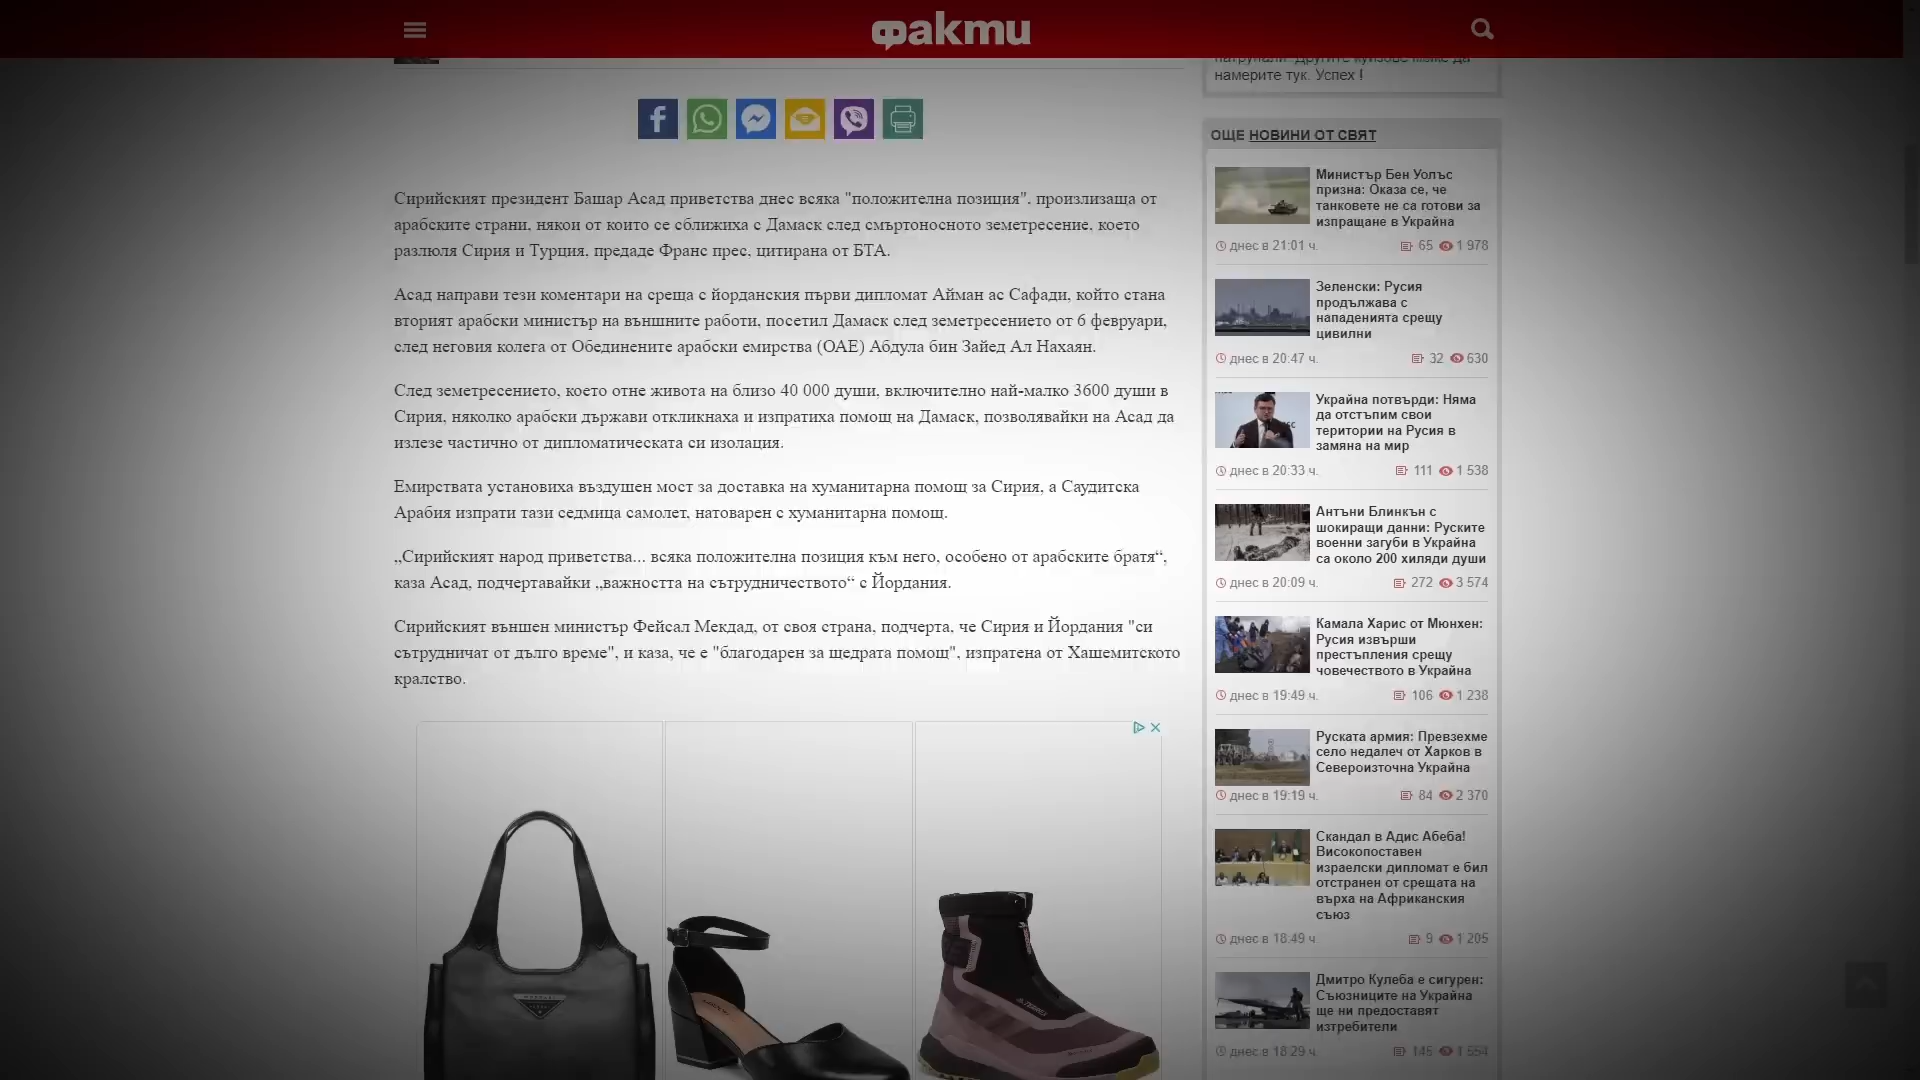 факти
намерите тук. Успех !
Сирийският президент Башар Асад приветства днес всяка "положителна позиция". произлизаща от
арабските страни, някои от които се сближиха с Дамаск след смъртоносното земетресение, което
разлюля Сирия и Турция, предаде Франс прес, цитирана от БТА.
Асад направи тези коментари на среща с йорданския първи дипломат Айман ас Сафади, който стана
вторият арабски министър на външните работи, посетил Дамаск след земетресението от 6 февруари,
след неговия колега от Обединените арабски емирства (ОАЕ) Абдула бин Зайед Ал Нахаян.
След земетресението, което отне живота на близо 40 000 души, включително най-малко 3600 души в
Сирия, няколко арабски държави откликнаха и изпратиха помощ на Дамаск, позволявайки на Асад да
излезе частично от дипломатическата си изолация.
Емирствата установиха въздушен мост за доставка на хуманитарна помощ за Сирия, а Саудитска
Арабия изпрати тази седмица самолет, натоварен с хуманитарна помощ.
„Сирийският народ приветства... всяка положителна позиция към него, особено от арабските братя“,
каза Асад, подчертавайки „важността на сътрудничеството“ с Йордания.
Сирийският външен министър Фейсал Мекдад, от своя страна, подчерта, че Сирия и Йордания "си
сътрудничат от дълго време", и каза, че е "благодарен за щедрата помощ", изпратена от Хашемитското
кралство.
ОЩЕ НОВИНИ ОТ СВЯТ
Министър Бен Уолъс
призна: Оказа се, че
танковете не са готови за
изпращане в Украйна
днес в 21:01 ч. 65 1 978
Зеленски: Русия
продължава с
нападенията срещу
цивилни
днес в 20:47 ч. 32 630
Украйна потвърди: Няма
да отстъпим свои
територии на Русия в
замяна на мир
днес в 20:33 ч. 111 1 538
Антъни Блинкън с
шокиращи данни: Руските
военни загуби в Украйна
са около 200 хиляди души
днес в 20:09 ч. 272 3 574
Камала Харис от Мюнхен:
Русия извърши
престъпления срещу
човечеството в Украйна
днес в 19:49 ч. 106 1 238
Руската армия: Превзехме
село недалеч от Харков в
Североизточна Украйна
днес в 19:19 ч. 84 2 370
Скандал в Адис Абеба!
Високопоставен
израелски дипломат е бил
отстранен от срещата на
върха на Африканския
съюз
днес в 18:49 ч. 9 1 205
Дмитро Кулеба е сигурен:
Съюзниците на Украйна
ще ни предоставят
изтребители
днес в 18:29 ч. 145 1 554